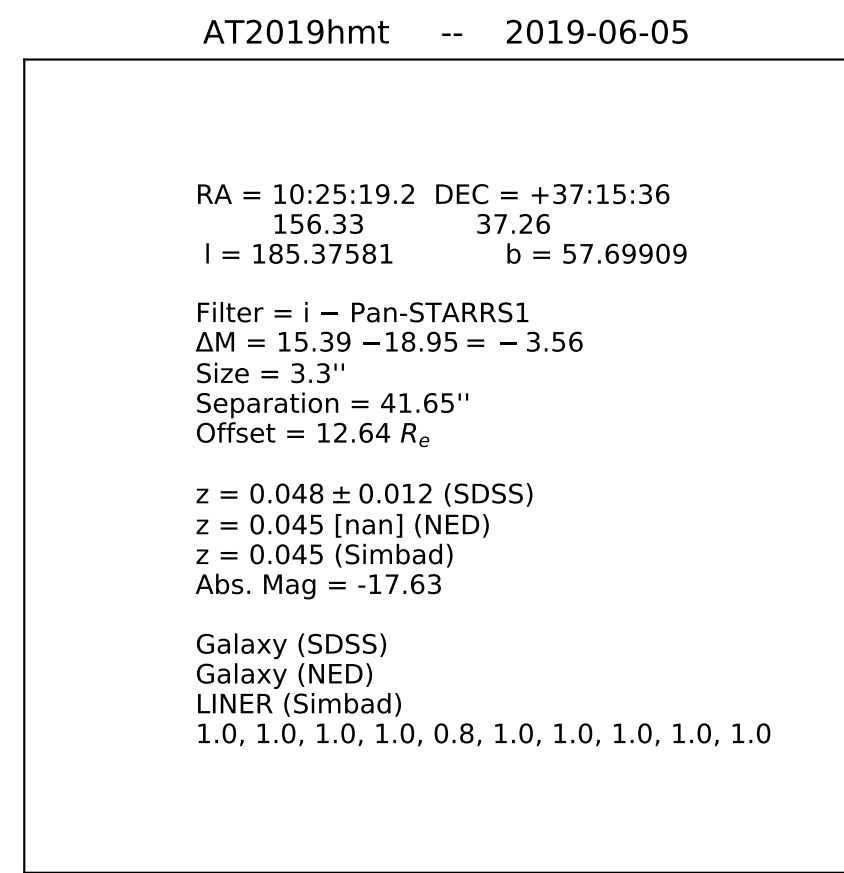 AT2019hmt -- 2019-06-05
RA = 10:25:19.2 DEC = +37:15:36
156.33 37.26
l = 185.37581 b = 57.69909
Filter = i − Pan-STARRS1
ΔM = 15.39 −18.95 = − 3.56
Size = 3.3''
Separation = 41.65''
Offset = 12.64 Rₑ
z = 0.048 ± 0.012 (SDSS)
z = 0.045 [nan] (NED)
z = 0.045 (Simbad)
Abs. Mag = -17.63
Galaxy (SDSS)
Galaxy (NED)
LINER (Simbad)
1.0, 1.0, 1.0, 1.0, 0.8, 1.0, 1.0, 1.0, 1.0, 1.0